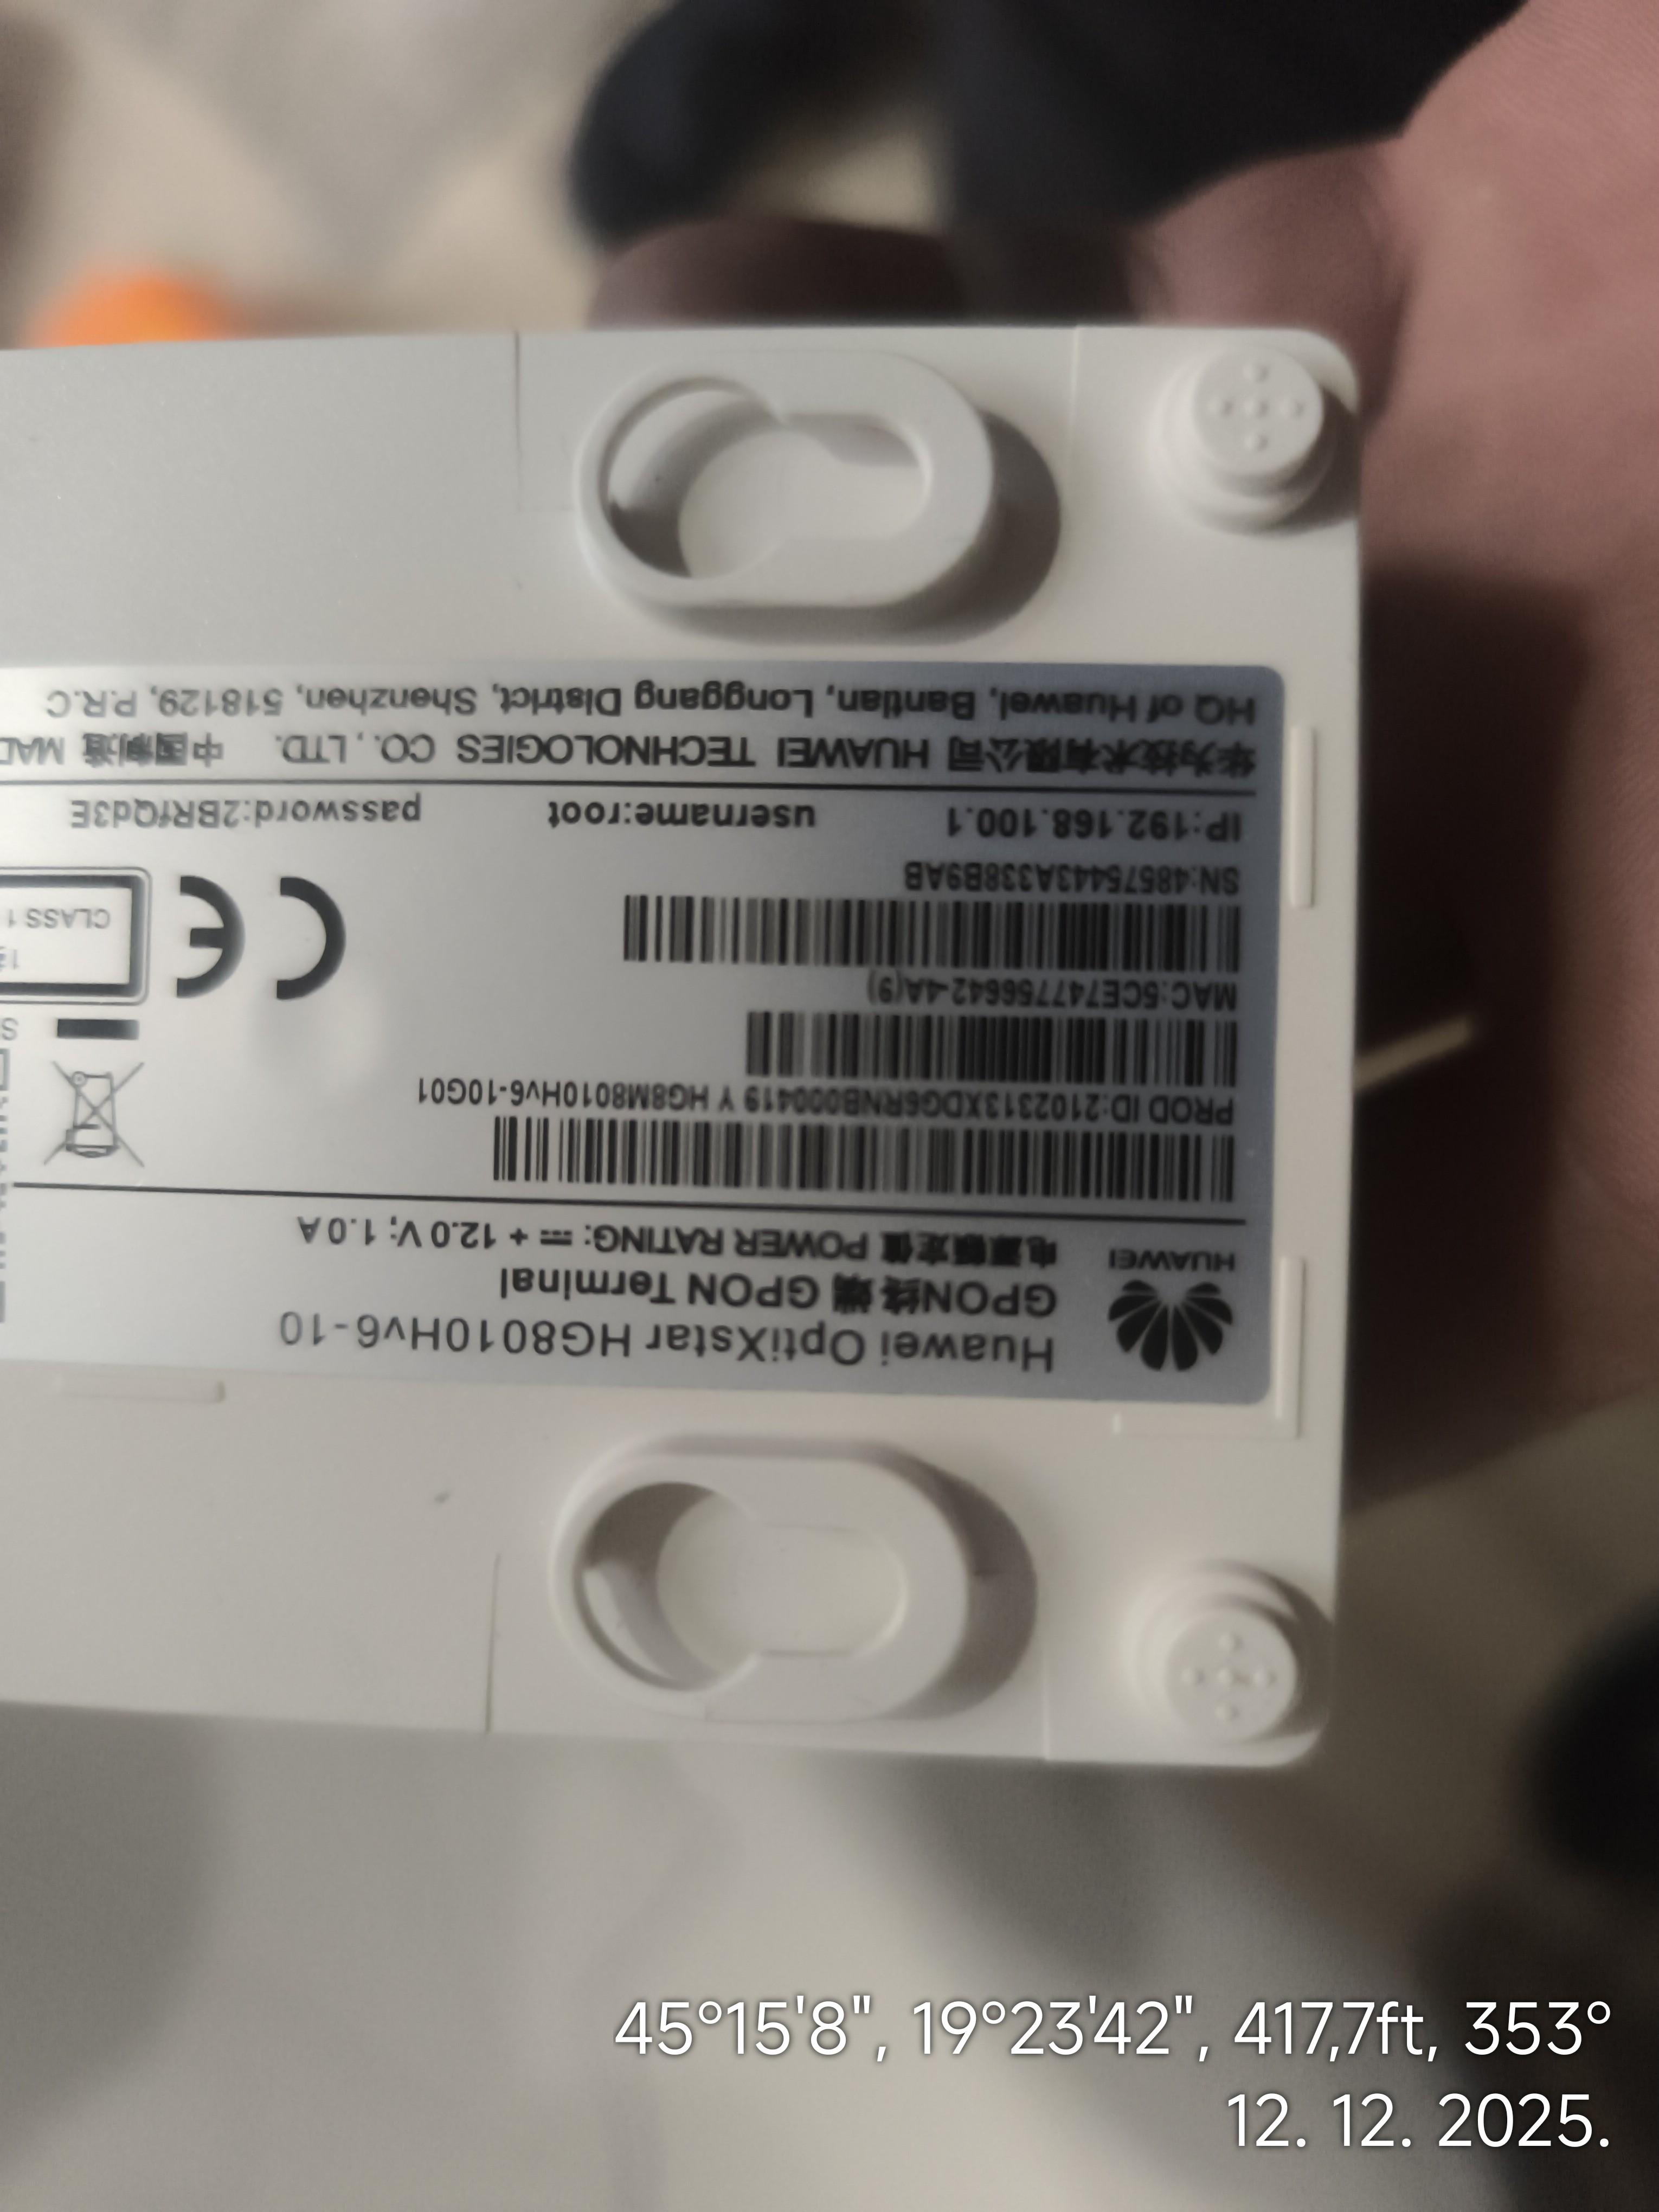 Huawei OptiXstar HG8010Hv6-10
GPON终端 GPON Terminal
电源额定值 POWER RATING: ⎓ + 12.0 V; 1.0 A
HUAWEI
PROD ID:2102313XDG6RNB000419 Y HG8M8010Hv6-10G01
MAC:5CE747756642-4A(9)
SN:48575443A338B9AB
CLASS 1
IP:192.168.100.1 username:root password:2BRfQd3E
华为技术有限公司 HUAWEI TECHNOLOGIES CO., LTD. 中国制造
HQ of Huawei, Bantian, Longgang District, Shenzhen, 518129, P.R.C
45°15'8", 19°23'42", 417,7ft, 353°
12. 12. 2025.